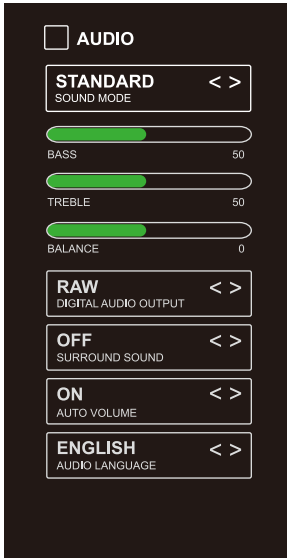 AUDIO
STANDARD < >
SOUND MODE
BASS 50
TREBLE 50
BALANCE 0
RAW < >
DIGITAL AUDIO OUTPUT
OFF < >
SURROUND SOUND
ON < >
AUTO VOLUME
ENGLISH < >
AUDIO LANGUAGE